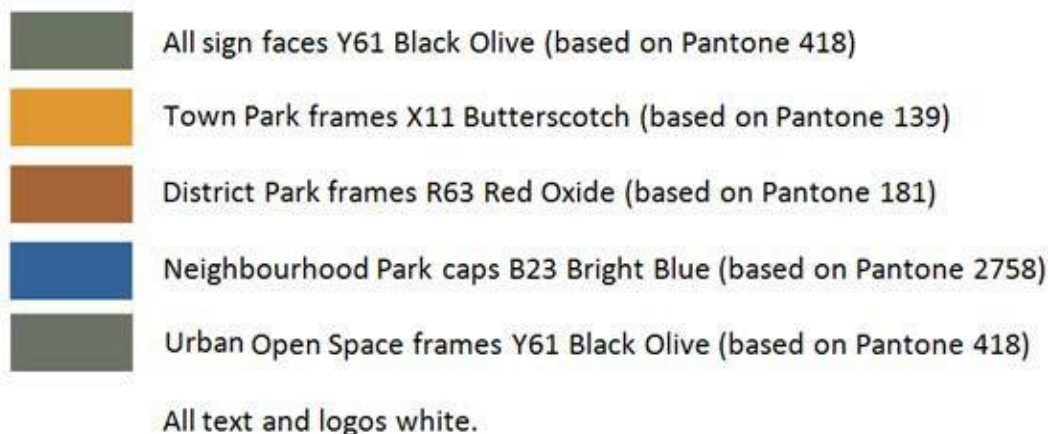 All sign faces Y61 Black Olive (based on Pantone 418)
Town Park frames X11 Butterscotch (based on Pantone 139)
District Park frames R63 Red Oxide (based on Pantone 181)
Neighbourhood Park caps B23 Bright Blue (based on Pantone 2758)
Urban Open Space frames Y61 Black Olive (based on Pantone 418)
All text and logos white.